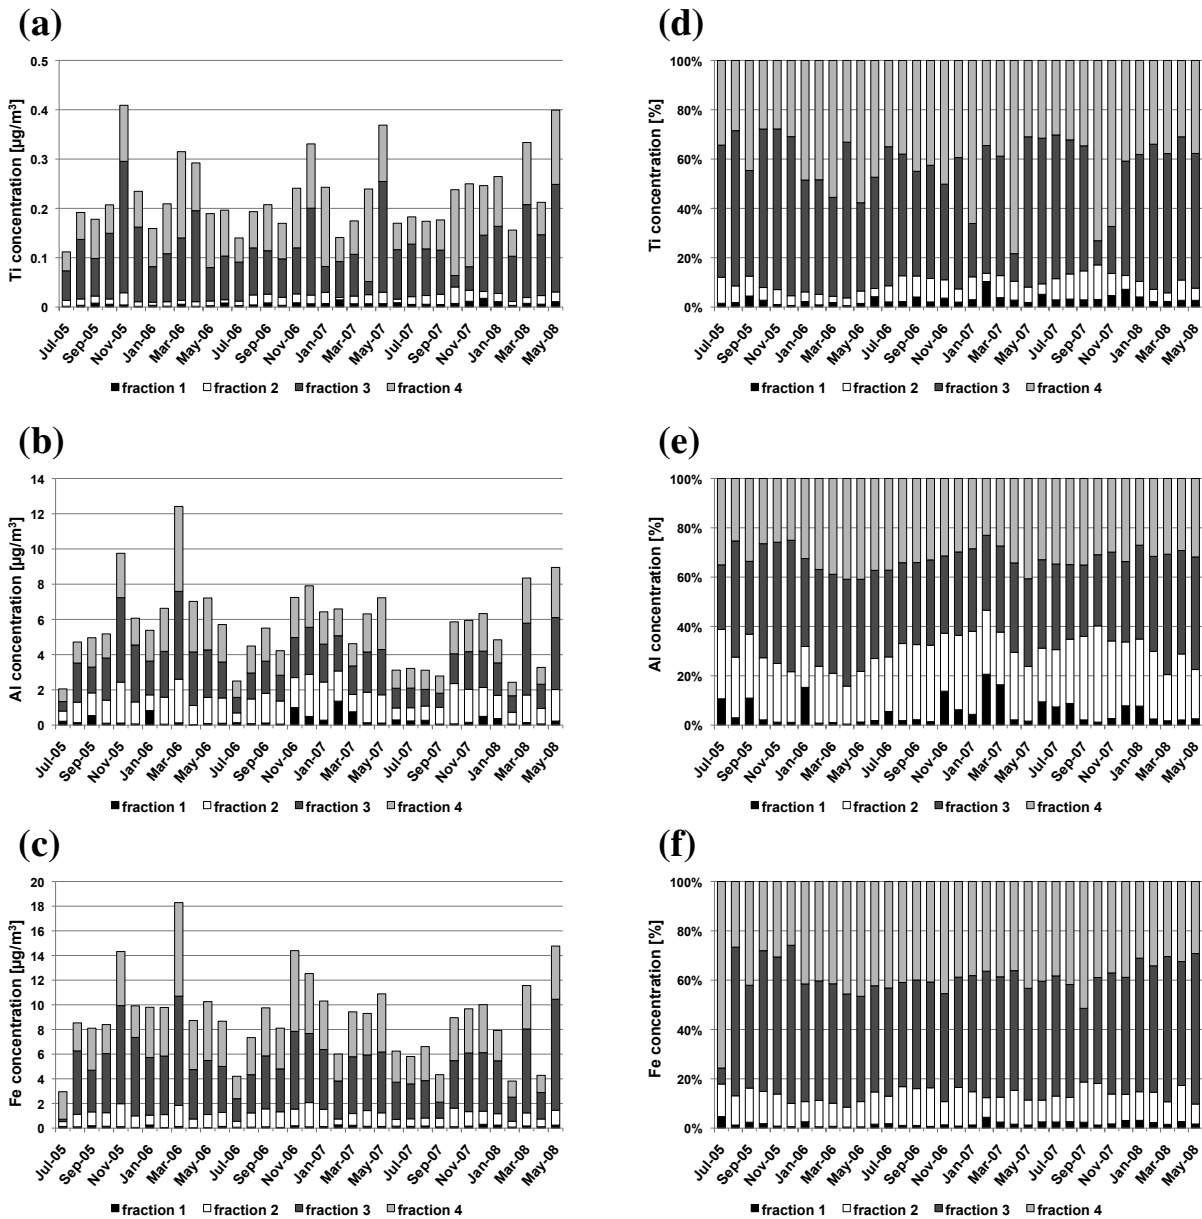 (a)
0.5
0.4
0.3
0.2
0.1
0
Ti concentration [µg/m³]
Jul-05 Sep-05 Nov-05 Jan-06 Mar-06 May-06 Jul-06 Sep-06 Nov-06 Jan-07 Mar-07 May-07 Jul-07 Sep-07 Nov-07 Jan-08 Mar-08 May-08
fraction 1 fraction 2 fraction 3 fraction 4
(d)
100%
80%
60%
40%
20%
0%
Ti concentration [%]
Jul-05 Sep-05 Nov-05 Jan-06 Mar-06 May-06 Jul-06 Sep-06 Nov-06 Jan-07 Mar-07 May-07 Jul-07 Sep-07 Nov-07 Jan-08 Mar-08 May-08
fraction 1 fraction 2 fraction 3 fraction 4
(b)
14
12
10
8
6
4
2
0
Al concentration [µg/m³]
Jul-05 Sep-05 Nov-05 Jan-06 Mar-06 May-06 Jul-06 Sep-06 Nov-06 Jan-07 Mar-07 May-07 Jul-07 Sep-07 Nov-07 Jan-08 Mar-08 May-08
fraction 1 fraction 2 fraction 3 fraction 4
(e)
100%
80%
60%
40%
20%
0%
Al concentration [%]
Jul-05 Sep-05 Nov-05 Jan-06 Mar-06 May-06 Jul-06 Sep-06 Nov-06 Jan-07 Mar-07 May-07 Jul-07 Sep-07 Nov-07 Jan-08 Mar-08 May-08
fraction 1 fraction 2 fraction 3 fraction 4
(c)
20
18
16
14
12
10
8
6
4
2
0
Fe concentration [µg/m³]
Jul-05 Sep-05 Nov-05 Jan-06 Mar-06 May-06 Jul-06 Sep-06 Nov-06 Jan-07 Mar-07 May-07 Jul-07 Sep-07 Nov-07 Jan-08 Mar-08 May-08
fraction 1 fraction 2 fraction 3 fraction 4
(f)
100%
80%
60%
40%
20%
0%
Fe concentration [%]
Jul-05 Sep-05 Nov-05 Jan-06 Mar-06 May-06 Jul-06 Sep-06 Nov-06 Jan-07 Mar-07 May-07 Jul-07 Sep-07 Nov-07 Jan-08 Mar-08 May-08
fraction 1 fraction 2 fraction 3 fraction 4